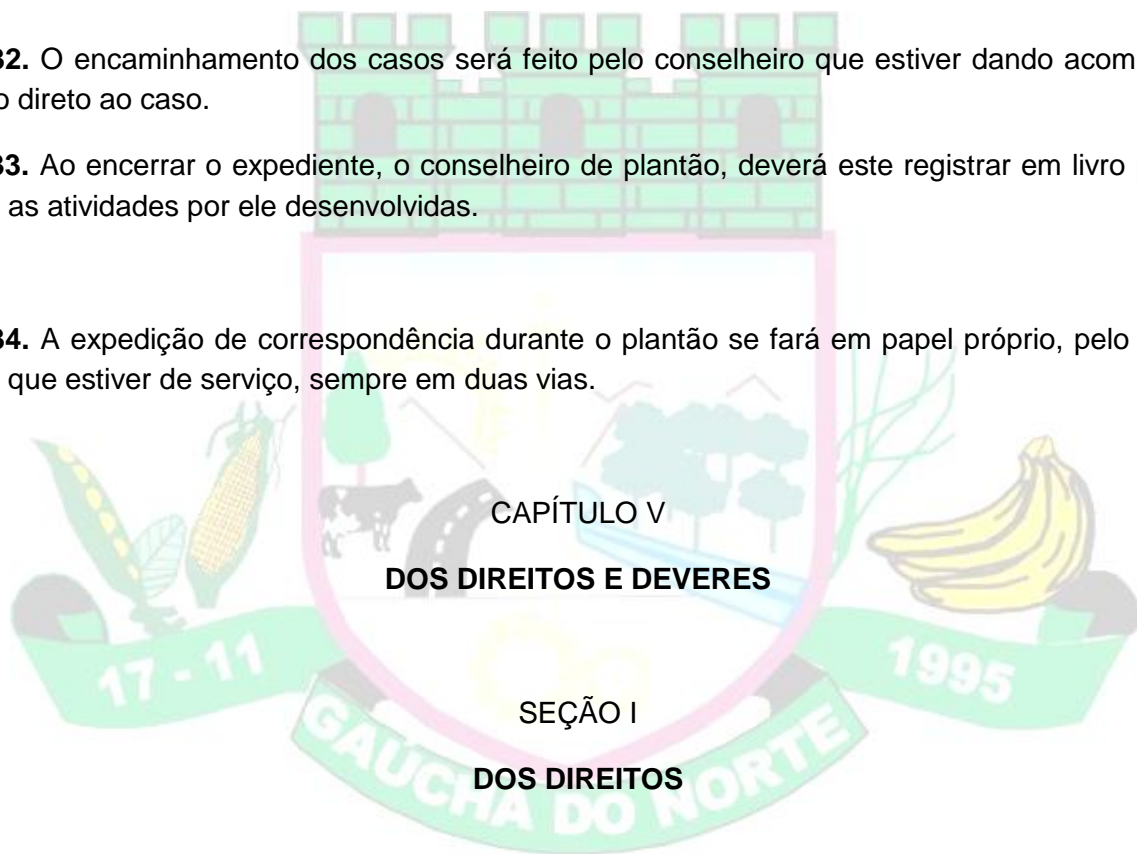 32. O encaminhamento dos casos será feito pelo conselheiro que estiver dando acom
o direto ao caso.
33. Ao encerrar o expediente, o conselheiro de plantão, deverá este registrar em livro
as atividades por ele desenvolvidas.
34. A expedição de correspondência durante o plantão se fará em papel próprio, pelo
que estiver de serviço, sempre em duas vias.
CAPÍTULO V
DOS DIREITOS E DEVERES
17 - 11
1995
SEÇÃO I
DOS DIREITOS
GAÚCHA DO NORTE